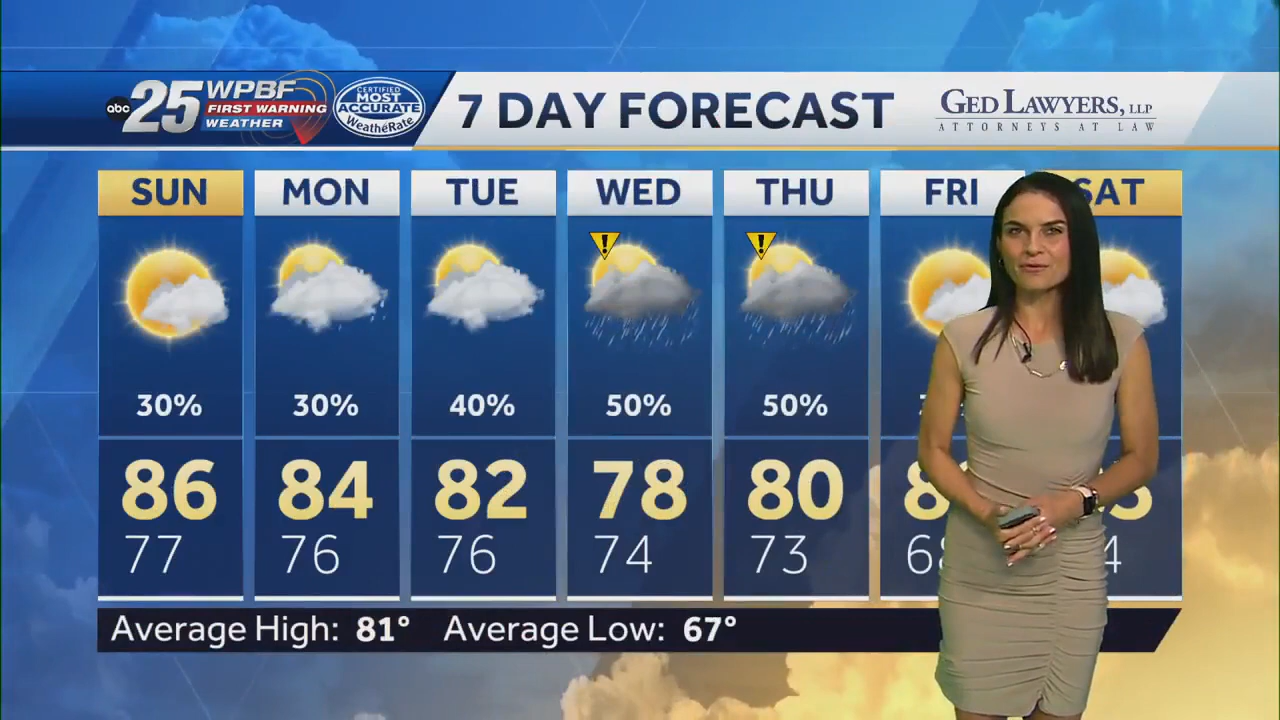 abc 25 WPBF
FIRST WARNING
WEATHER
CERTIFIED
MOST
ACCURATE
WeatheRate
7 DAY FORECAST
GED LAWYERS, LLP
ATTORNEYS AT LAW
SUN MON TUE WED THU FRI SAT
! !
30% 30% 40% 50% 50%
86 84 82 78 80
77 76 76 74 73
Average High: 81° Average Low: 67°